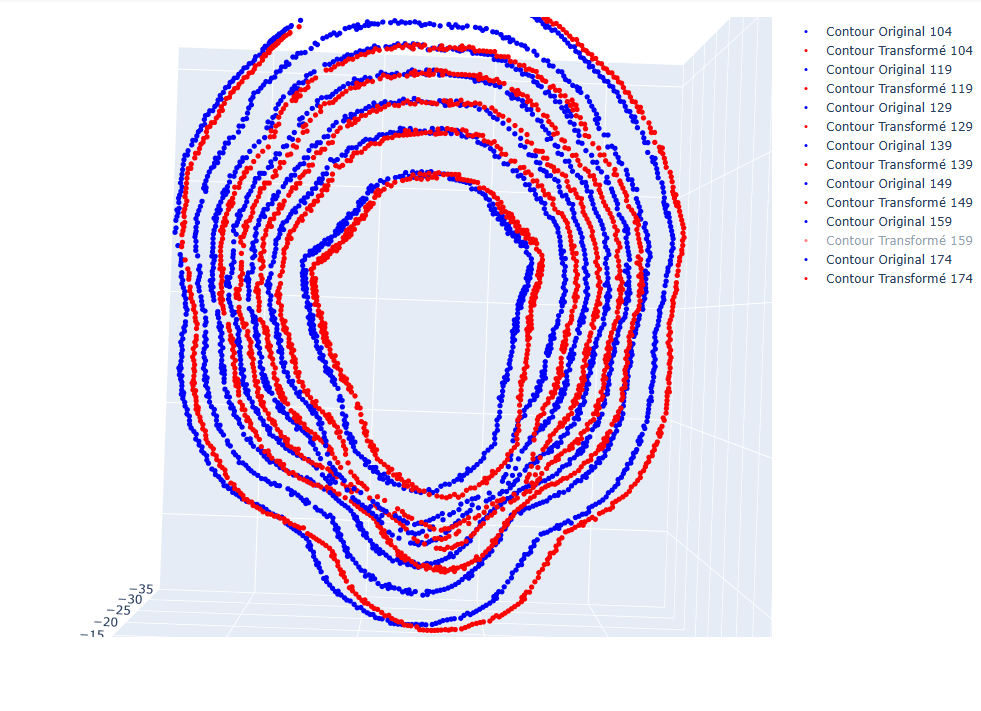 Contour Original 104
Contour Transformé 104
Contour Original 119
Contour Transformé 119
Contour Original 129
Contour Transformé 129
Contour Original 139
Contour Transformé 139
Contour Original 149
Contour Transformé 149
Contour Original 159
Contour Transformé 159
Contour Original 174
Contour Transformé 174
−35
−30
−25
−20
−15